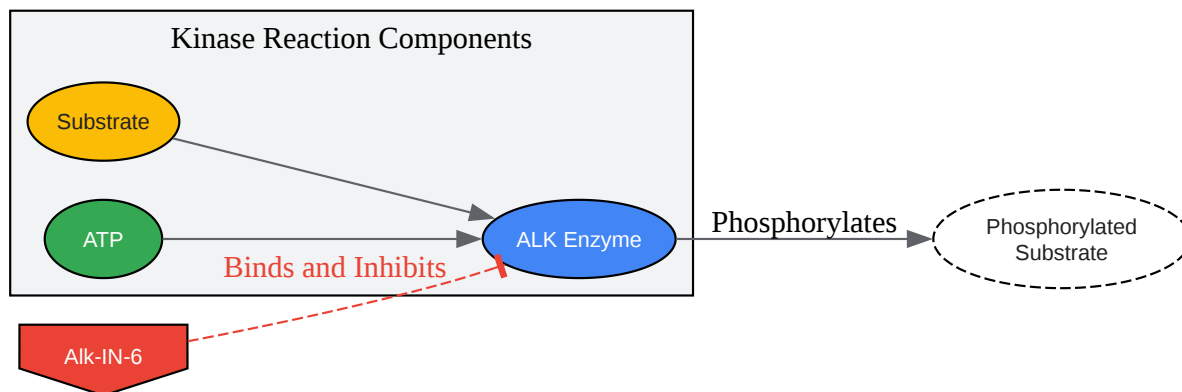 Kinase Reaction Components
Substrate
ATP
ALK Enzyme
Phosphorylates
Phosphorylated
Substrate
Binds and Inhibits
Alk-IN-6